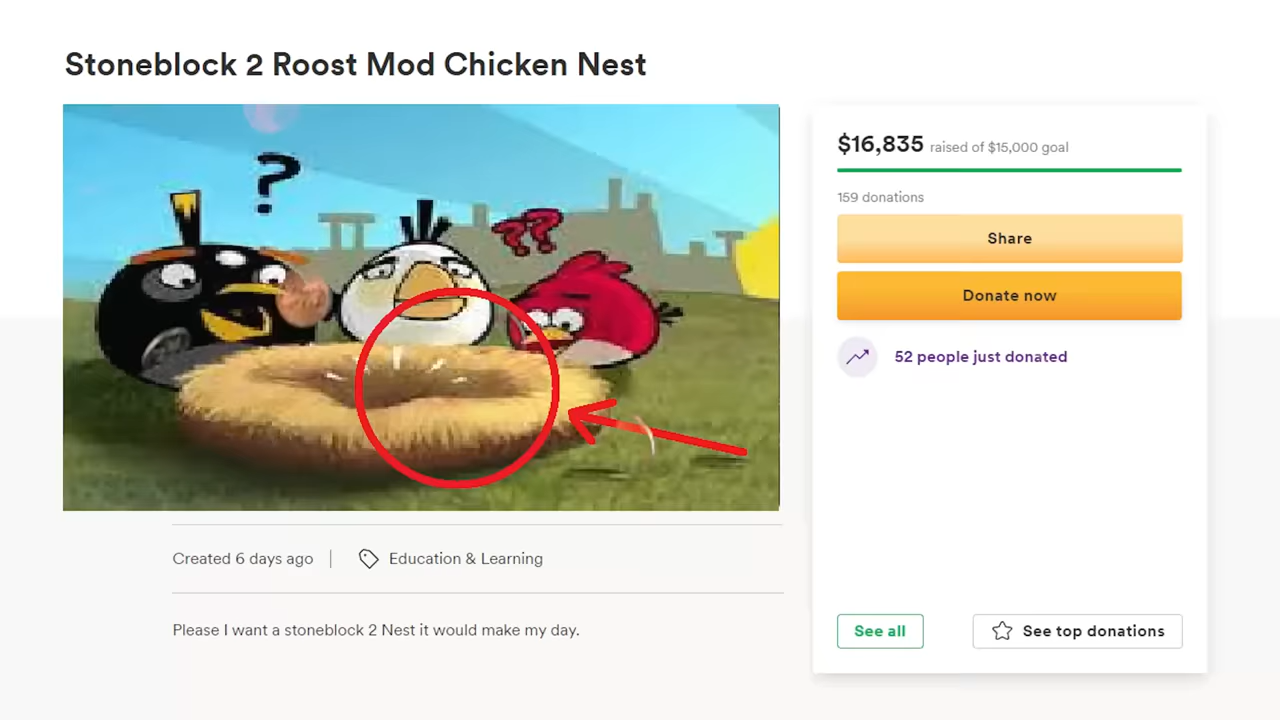 Stoneblock 2 Roost Mod Chicken Nest
?
??
$16,835 raised of $15,000 goal
159 donations
Share
Donate now
52 people just donated
See all
See top donations
Created 6 days ago
Education & Learning
Please I want a stoneblock 2 Nest it would make my day.